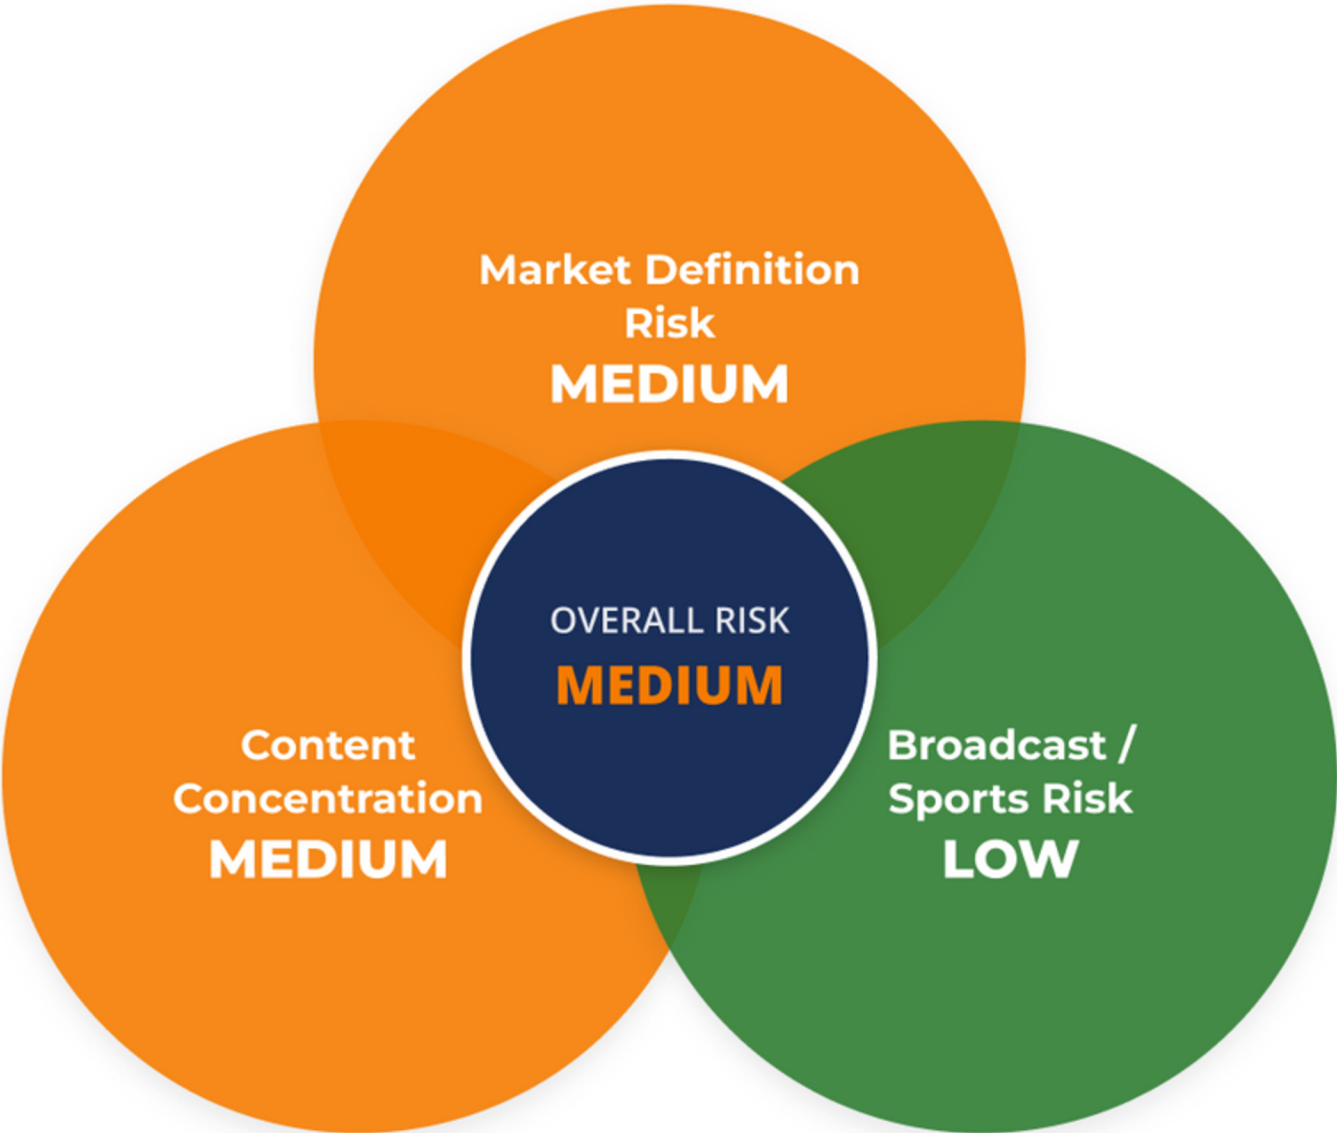 Market Definition
Risk
MEDIUM
OVERALL RISK
MEDIUM
Content
Concentration
MEDIUM
Broadcast /
Sports Risk
LOW